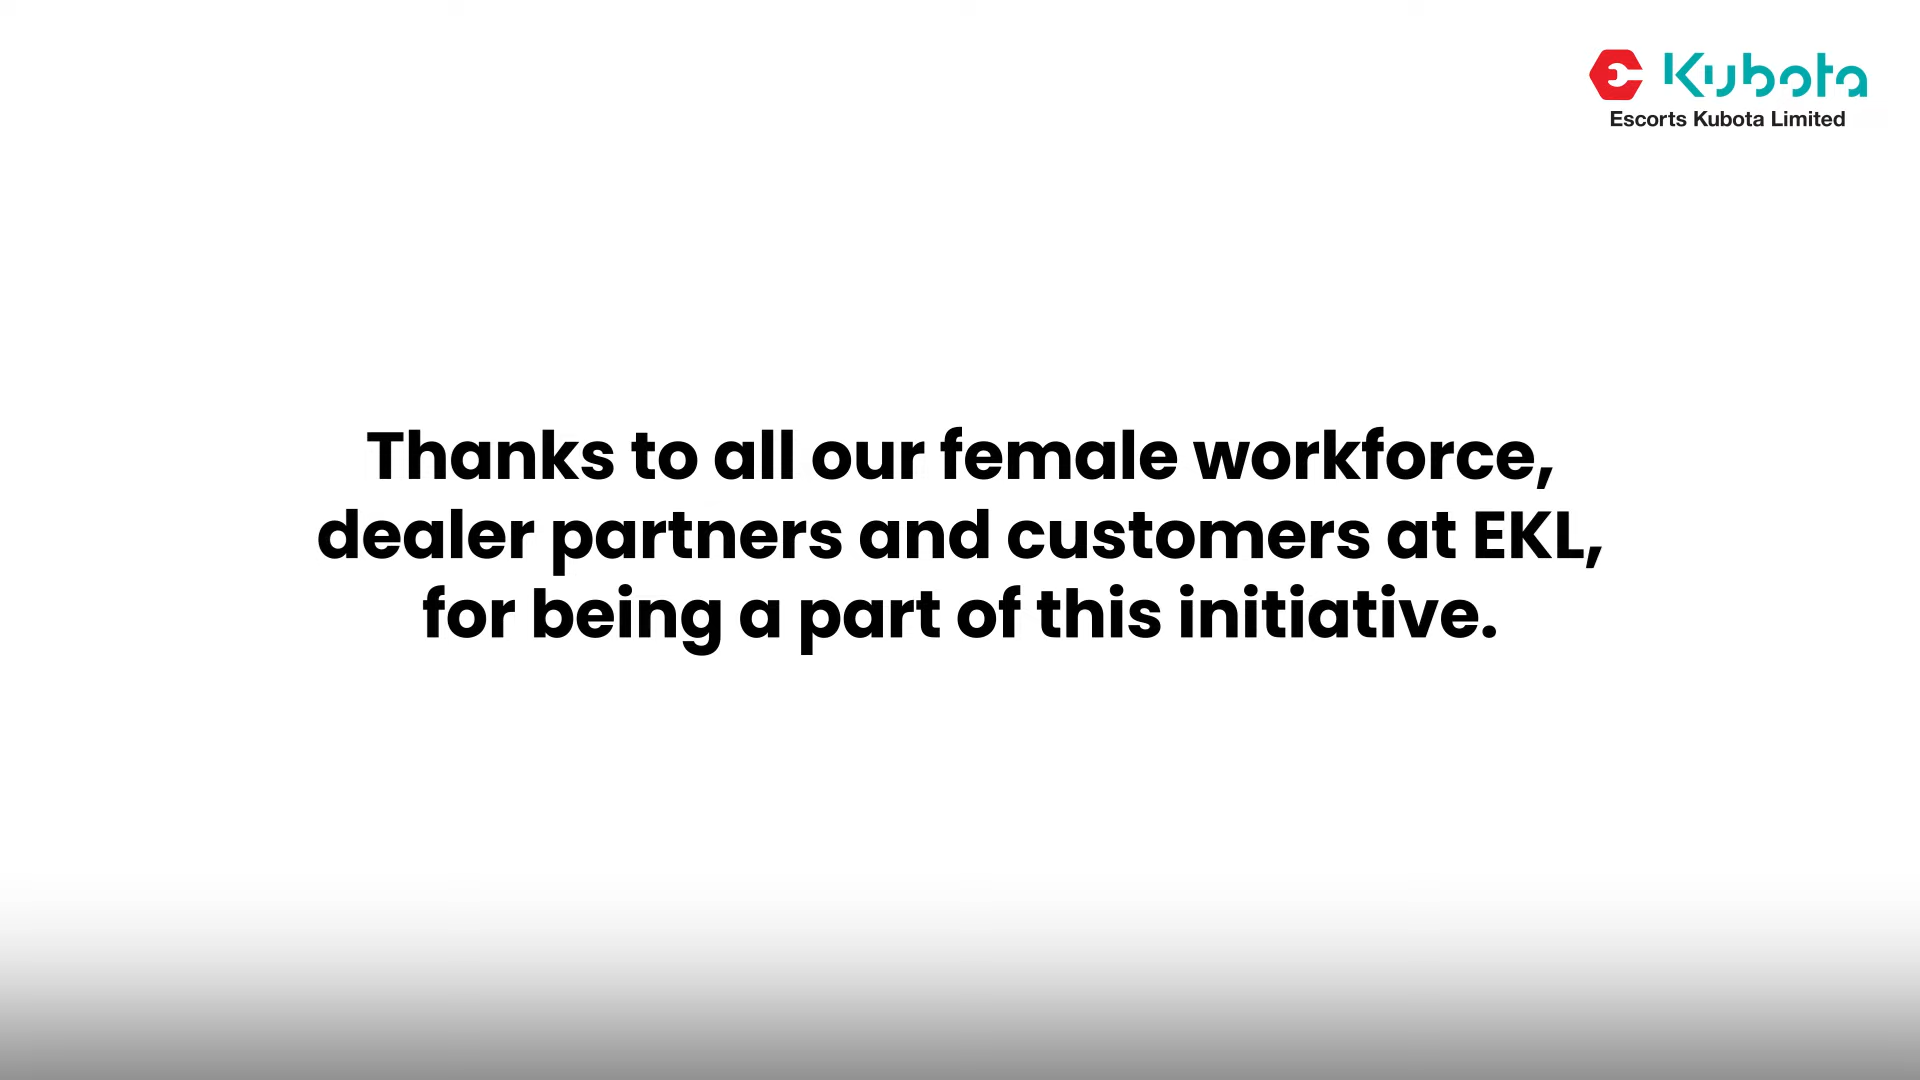 Kubota
Escorts Kubota Limited
Thanks to all our female workforce,
dealer partners and customers at EKL,
for being a part of this initiative.